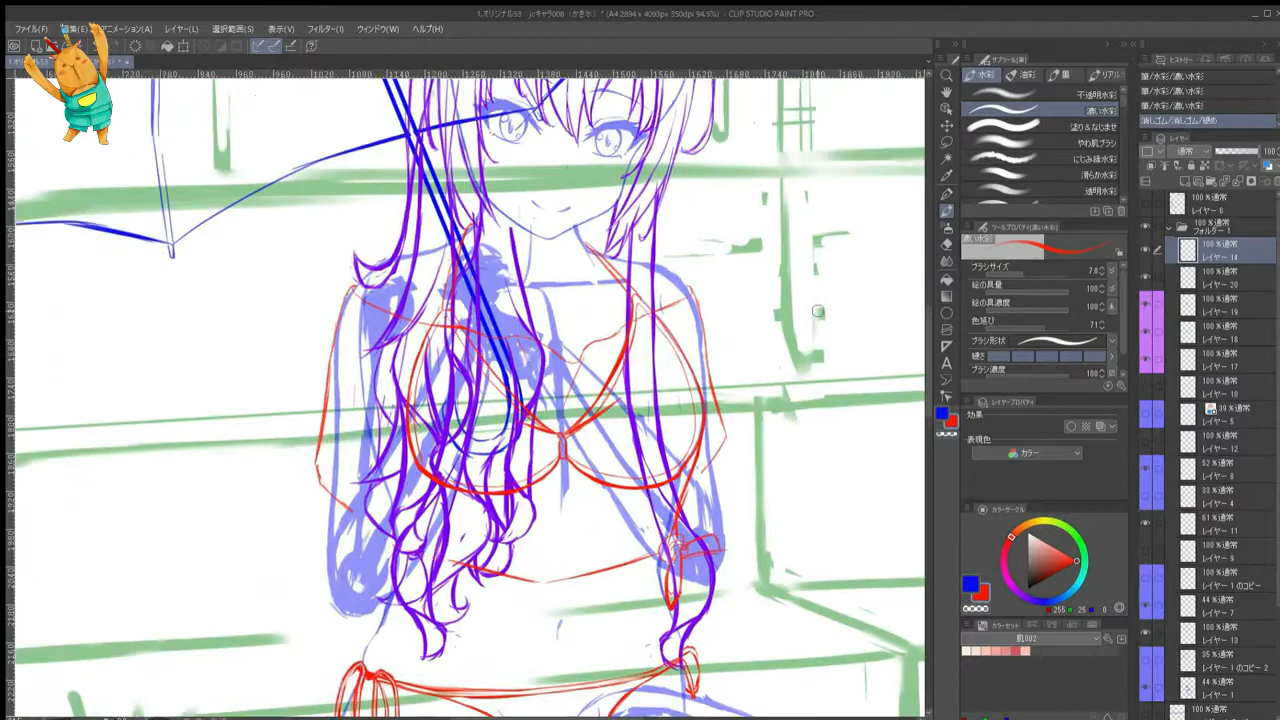 1.オリジナル53 jcキャラ008（かき氷）* (A4 2894 x 4093px 350dpi 94.5%) - CLIP STUDIO PAINT PRO
ファイル(F)
アニメーション(A)
レイヤー(L)
選択範囲(S)
表示(V)
フィルター(I)
ウィンドウ(W)
ヘルプ(H)
サブツール[筆]
水彩
油彩
墨
リアル
不透明水彩
濃い水彩
塗り&なじませ
やわ肌ブラシ
にじみ縁水彩
滑らか水彩
透明水彩
ツールプロパティ[濃い水彩]
濃い水彩
ブラシサイズ 7.8
絵の具量 100
絵の具濃度 100
色延び 71
ブラシ形状
硬さ
ブラシ濃度 100
レイヤープロパティ
効果
表現色
カラー
カラーサークル
255 25 0
カラーセット
肌002
ヒストリー
筆/水彩/濃い水彩
筆/水彩/濃い水彩
筆/水彩/濃い水彩
消しゴム/消しゴム/硬め
レイヤー
通常 100
100 %通常
レイヤー 6
100 %通常
フォルダー 1
100 %通常
レイヤー 14
100 %通常
レイヤー 20
100 %通常
レイヤー 19
100 %通常
レイヤー 18
100 %通常
レイヤー 17
100 %通常
レイヤー 10
39 %通常
レイヤー 5
100 %通常
レイヤー 12
52 %通常
レイヤー 8
33 %通常
レイヤー 4
61 %通常
レイヤー 11
100 %通常
レイヤー 9
100 %通常
レイヤー 1 のコピー
44 %通常
レイヤー 7
100 %通常
レイヤー 13
35 %通常
レイヤー 1 のコピー 2
44 %通常
レイヤー 1
100 %通常